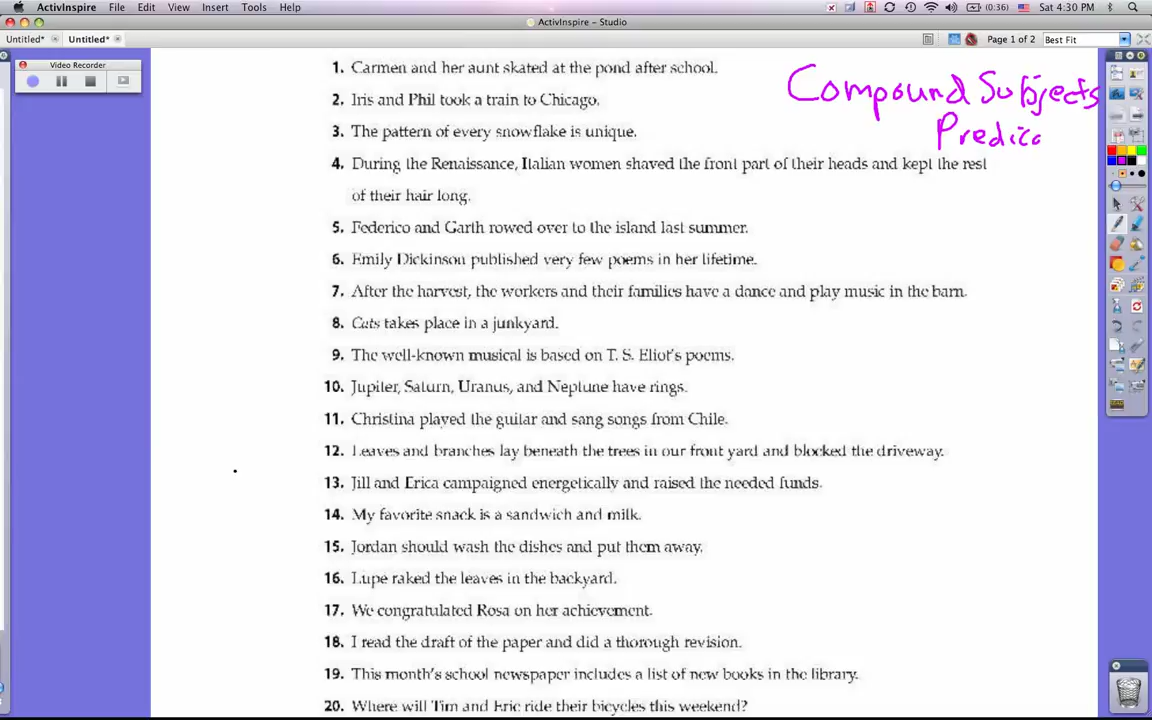 ActivInspire File Edit View Insert Tools Help (0:36) Sat 4:30 PM
ActivInspire - Studio
Untitled* Untitled* Page 1 of 2 Best Fit
Video Recorder
Compound Subjects
Predica
1. Carmen and her aunt skated at the pond after school.
2. Iris and Phil took a train to Chicago.
3. The pattern of every snowflake is unique.
4. During the Renaissance, Italian women shaved the front part of their heads and kept the rest
of their hair long.
5. Federico and Garth rowed over to the island last summer.
6. Emily Dickinson published very few poems in her lifetime.
7. After the harvest, the workers and their families have a dance and play music in the barn.
8. Cats takes place in a junkyard.
9. The well-known musical is based on T. S. Eliot's poems.
10. Jupiter, Saturn, Uranus, and Neptune have rings.
11. Christina played the guitar and sang songs from Chile.
12. Leaves and branches lay beneath the trees in our front yard and blocked the driveway.
13. Jill and Erica campaigned energetically and raised the needed funds.
14. My favorite snack is a sandwich and milk.
15. Jordan should wash the dishes and put them away.
16. Lupe raked the leaves in the backyard.
17. We congratulated Rosa on her achievement.
18. I read the draft of the paper and did a thorough revision.
19. This month's school newspaper includes a list of new books in the library.
20. Where will Tim and Eric ride their bicycles this weekend?